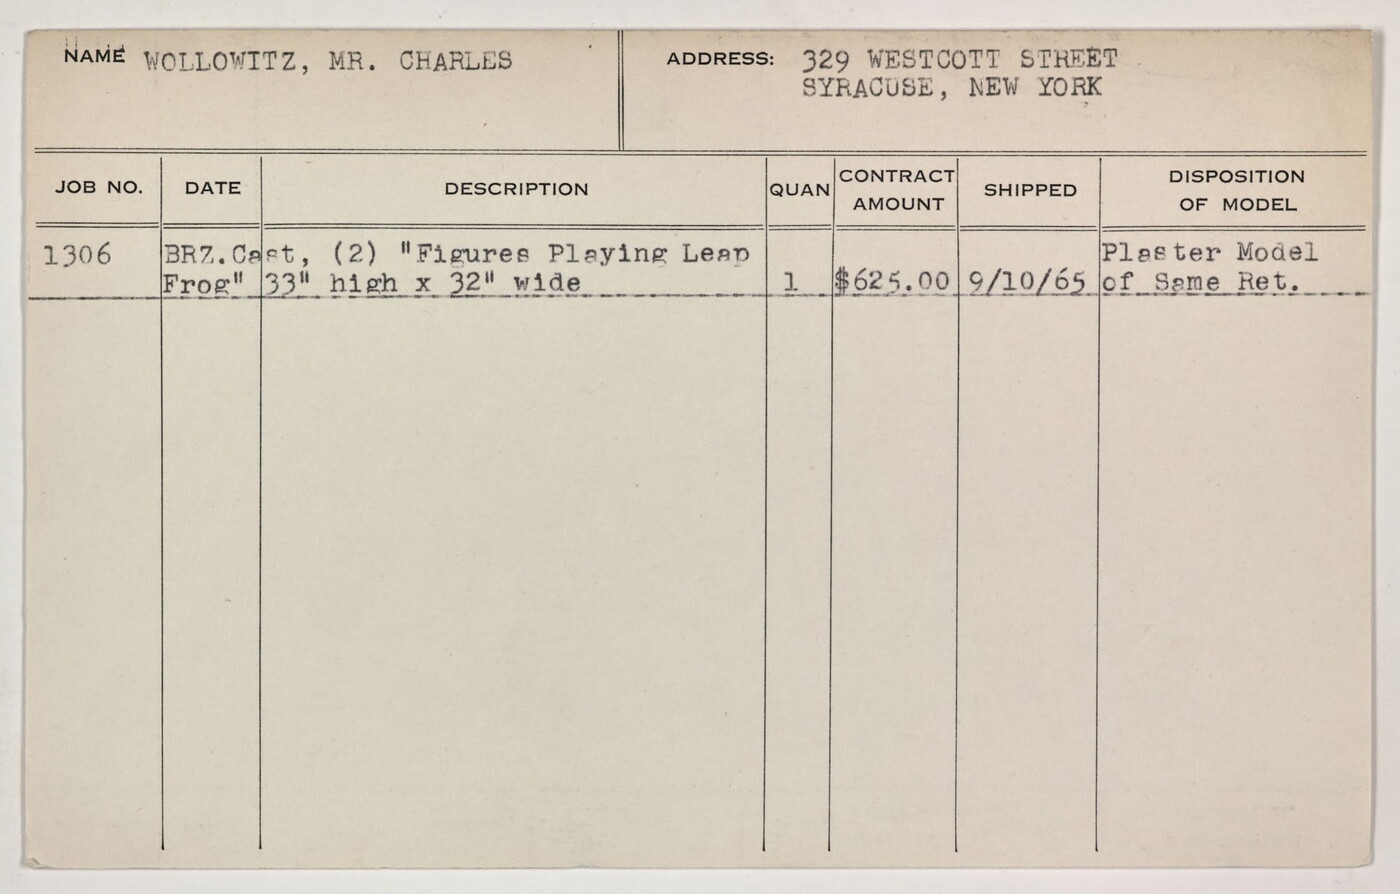 NAME WOLLOWITZ, MR. CHARLES
ADDRESS: 329 WESTCOTT STREET
SYRACUSE, NEW YORK
JOB NO. DATE DESCRIPTION QUAN CONTRACT AMOUNT SHIPPED DISPOSITION OF MODEL
1306 BRZ.Cast, (2) "Figures Playing Leap Plaster Model
Frog" 33" high x 32" wide 1 $625.00 9/10/65 of Same Ret.